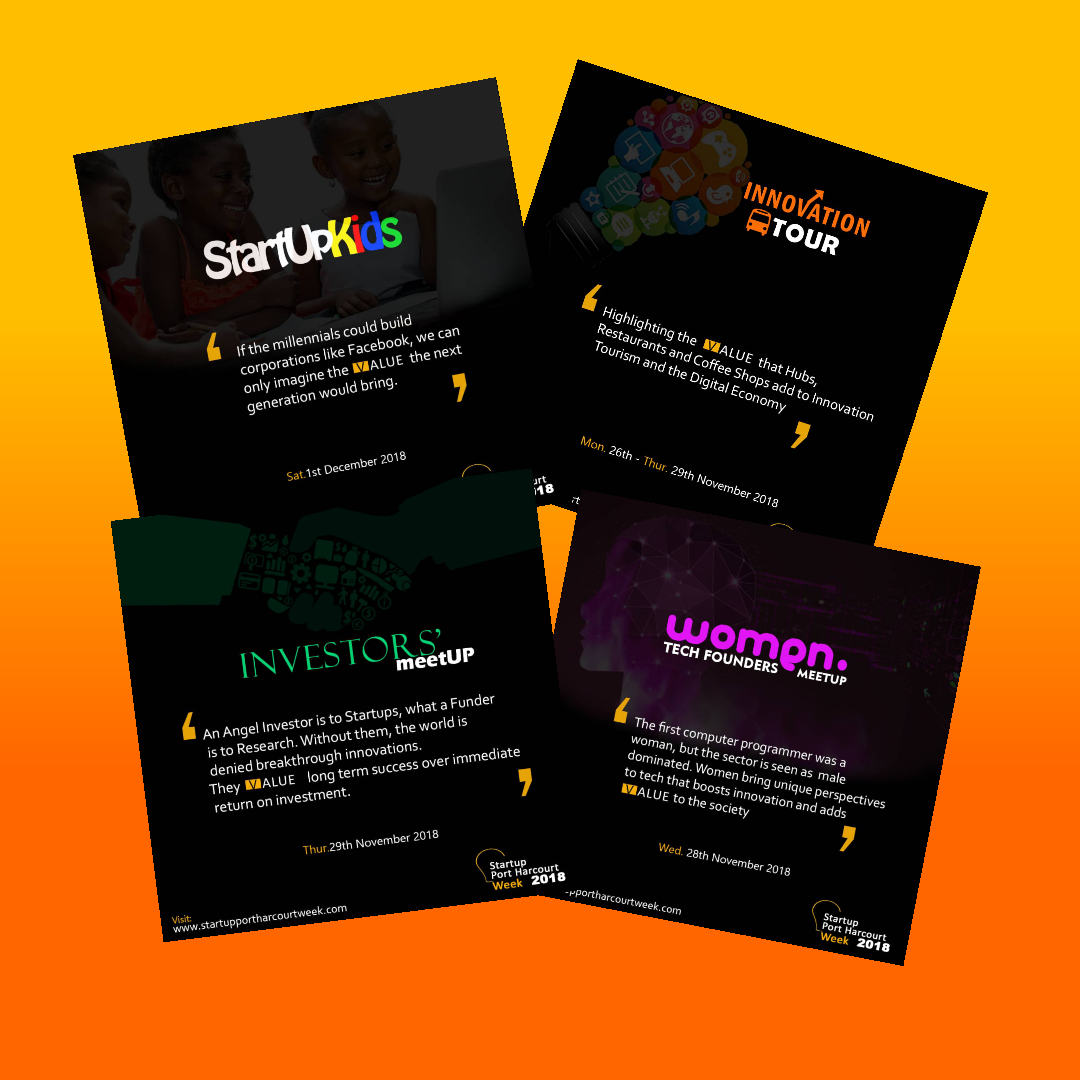 StartUpKids
If the millennials could build
corporations like Facebook, we can
only imagine the VALUE the next
generation would bring.
Sat.1st December 2018
18
INNOVATION
TOUR
Highlighting the VALUE that Hubs,
Restaurants and Coffee Shops add to Innovation
Tourism and the Digital Economy
Mon. 26th - Thur. 29th November 2018
INVESTORS'
meetUP
An Angel Investor is to Startups, what a Funder
is to Research. Without them, the world is
denied breakthrough innovations.
They VALUE long term success over immediate
return on investment.
Thur.29th November 2018
Startup
Port Harcourt
Week 2018
Visit:
www.startupportharcourtweek.com
women.
TECH FOUNDERS
MEETUP
The first computer programmer was a
woman, but the sector is seen as male
dominated. Women bring unique perspectives
to tech that boosts innovation and adds
VALUE to the society
Wed. 28th November 2018
pportharcourtweek.com
Startup
Port Harcourt
Week 2018